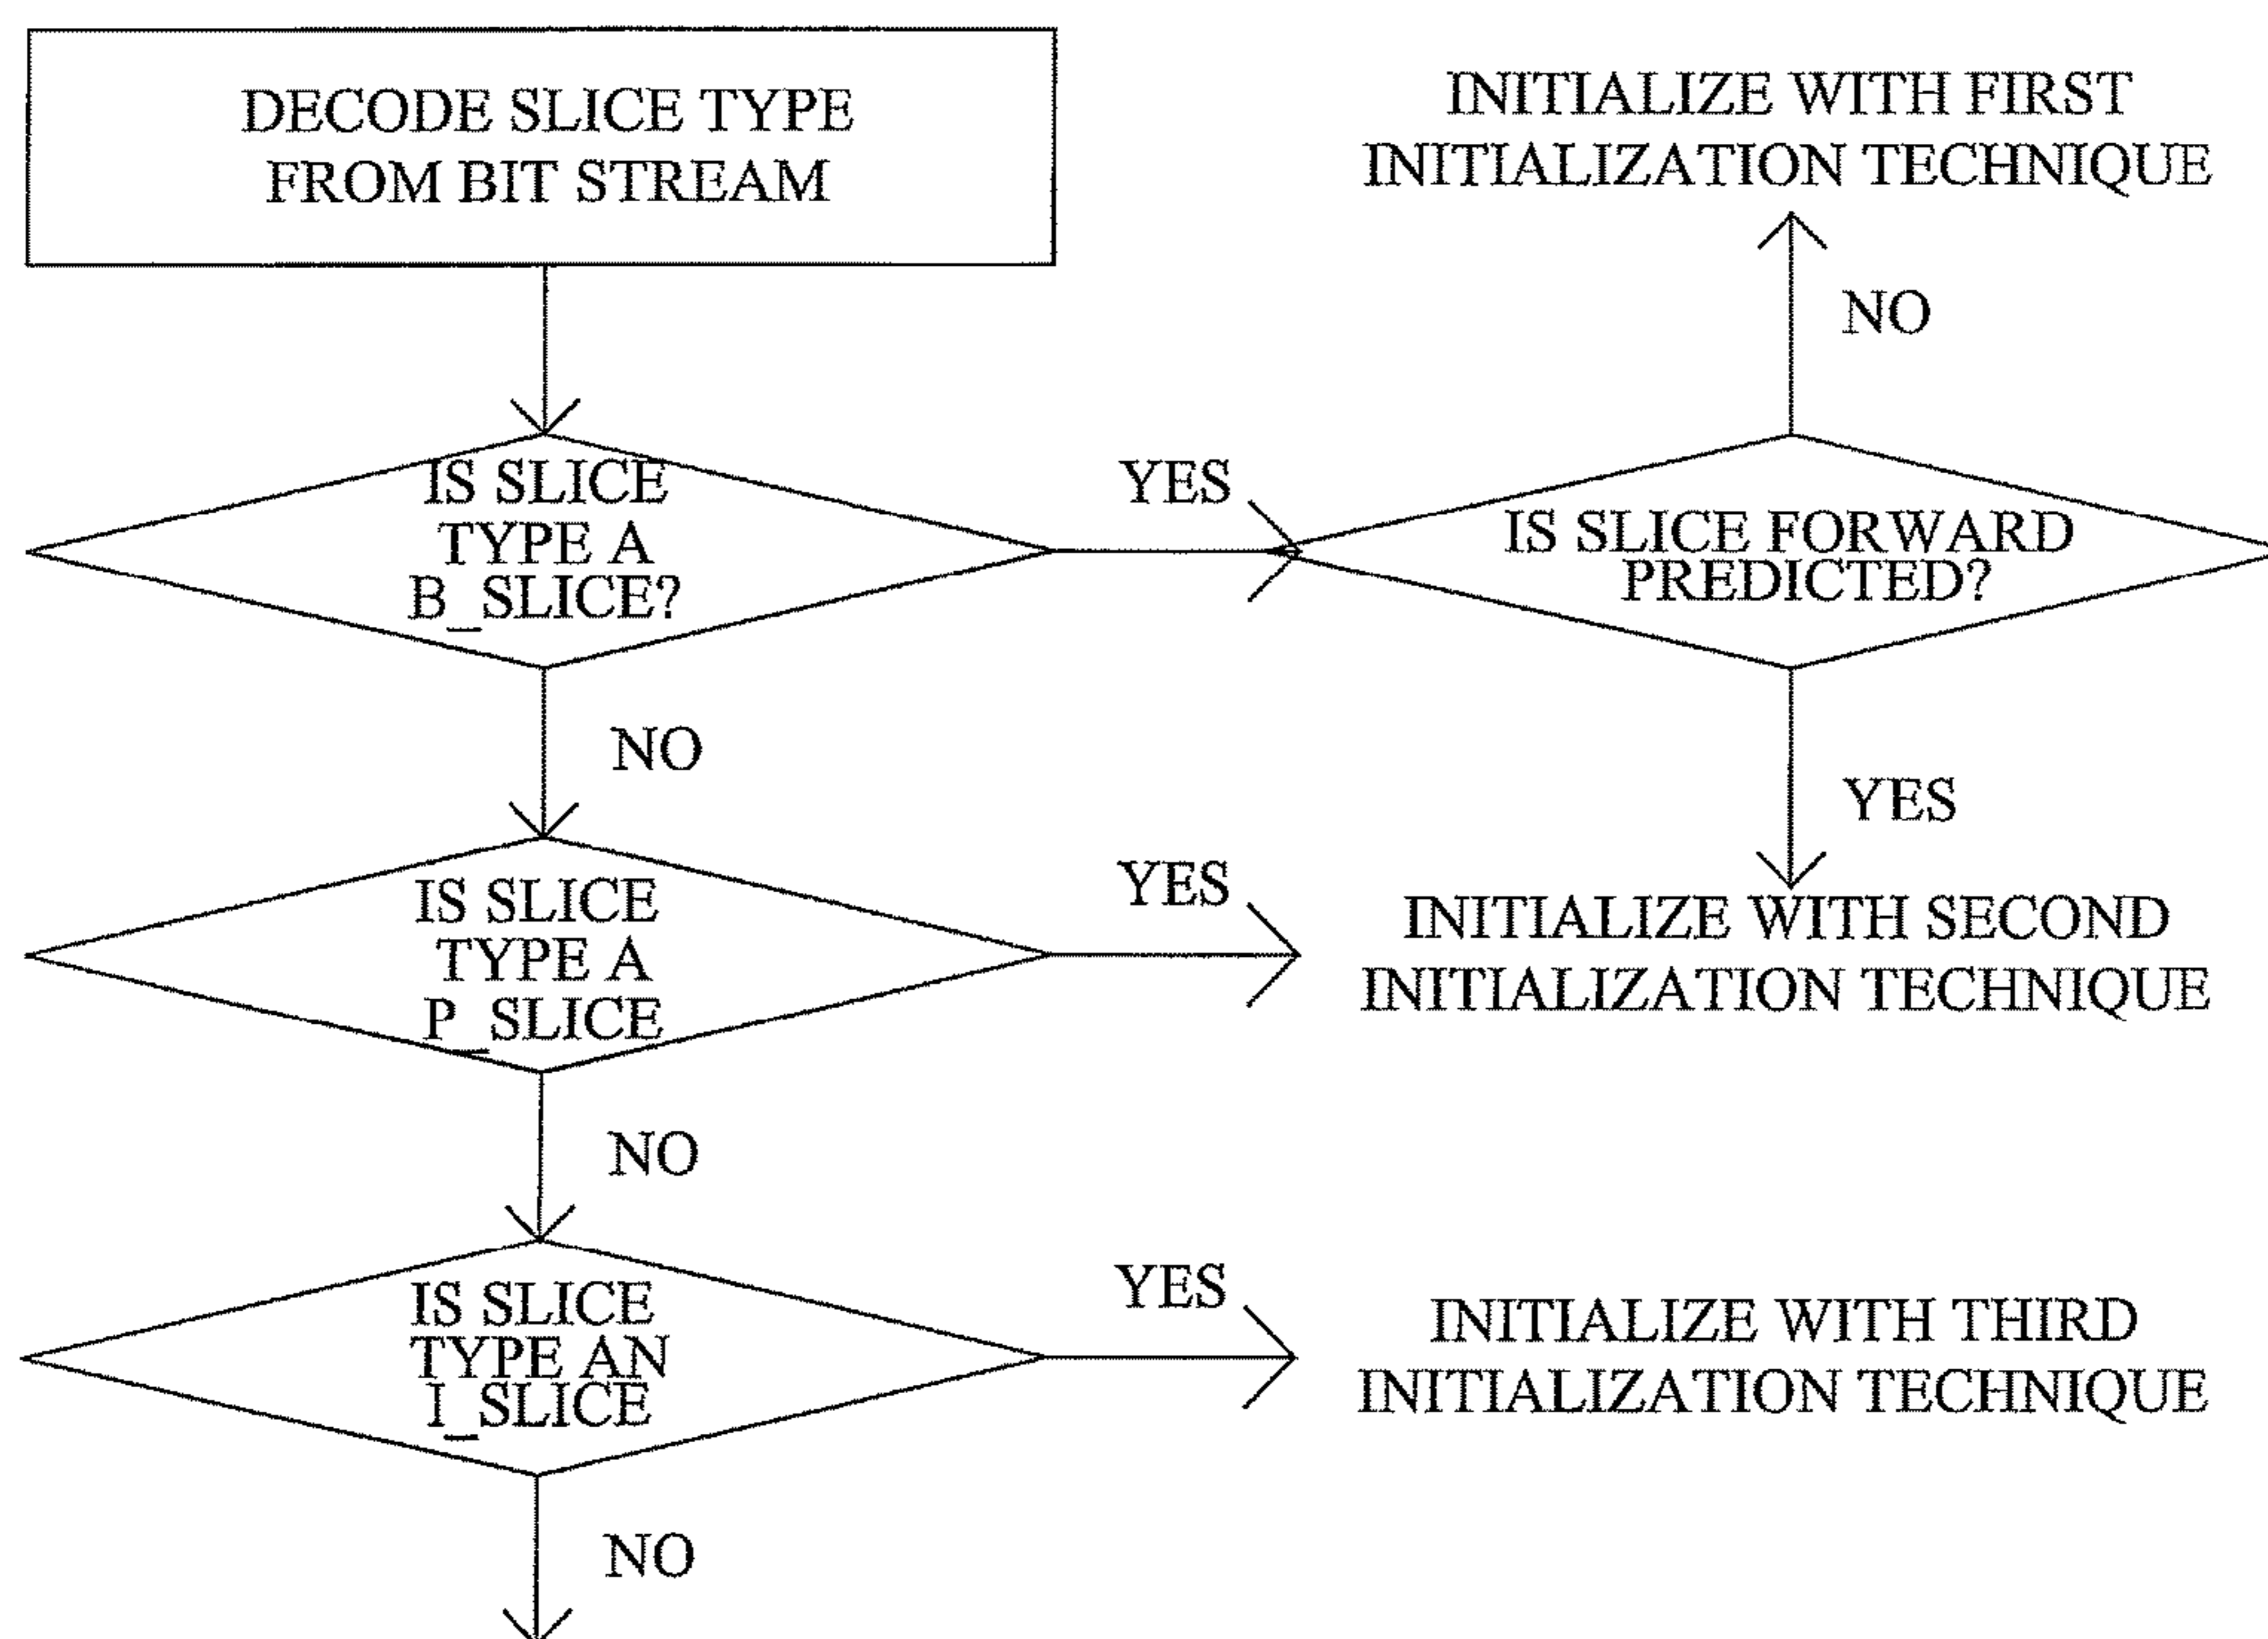 DECODE SLICE TYPE
FROM BIT STREAM
INITIALIZE WITH FIRST
INITIALIZATION TECHNIQUE
NO
IS SLICE
TYPE A
B_SLICE?
YES
IS SLICE FORWARD
PREDICTED?
NO
YES
IS SLICE
TYPE A
P_SLICE
YES
INITIALIZE WITH SECOND
INITIALIZATION TECHNIQUE
NO
IS SLICE
TYPE AN
I_SLICE
YES
INITIALIZE WITH THIRD
INITIALIZATION TECHNIQUE
NO